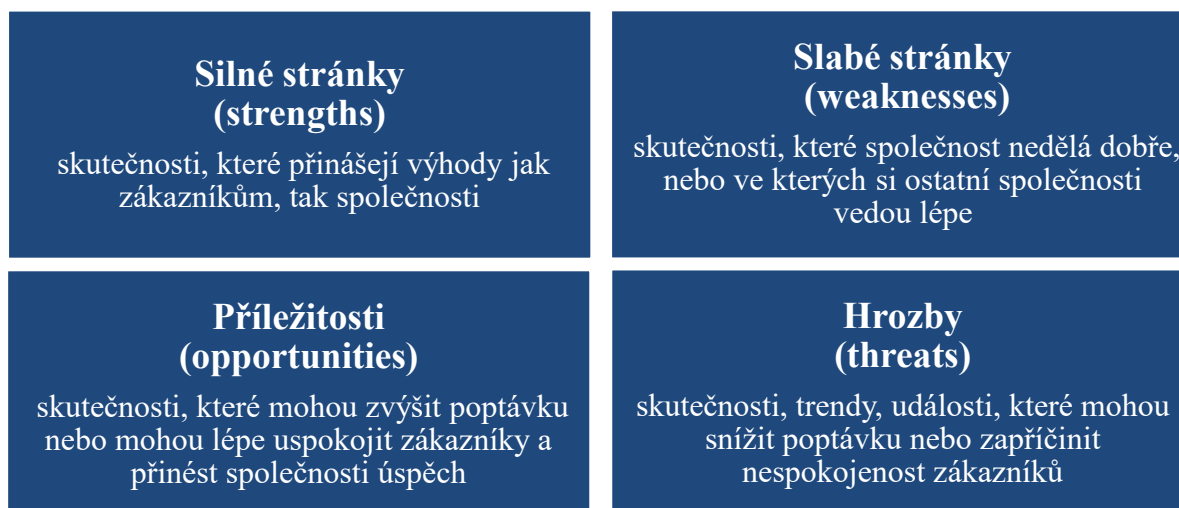 Silné stránky
(strengths)
skutečnosti, které přinášejí výhody jak
zákazníkům, tak společnosti
Slabé stránky
(weaknesses)
skutečnosti, které společnost nedělá dobře,
nebo ve kterých si ostatní společnosti
vedou lépe
Příležitosti
(opportunities)
skutečnosti, které mohou zvýšit poptávku
nebo mohou lépe uspokojit zákazníky a
přinést společnosti úspěch
Hrozby
(threats)
skutečnosti, trendy, události, které mohou
snížit poptávku nebo zapříčinit
nespokojenost zákazníků